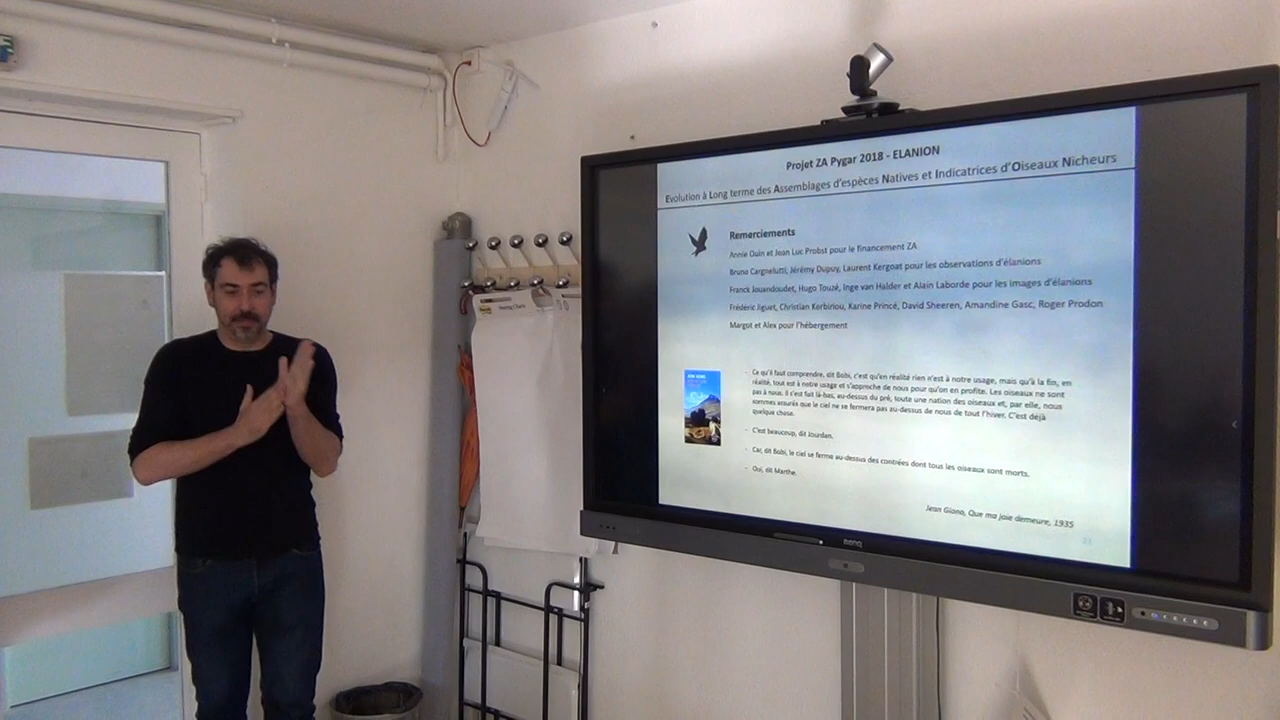 Projet ZA Pygar 2018 - ELANION
Evolution à Long terme des Assemblages d'espèces Natives et Indicatrices d'Oiseaux Nicheurs
Remerciements
Annie Ouin et Jean Luc Probst pour le financement ZA
Bruno Cargnelutti, Jérémy Dupuy, Laurent Kergoat pour les observations d'élanions
Franck Jouandoudet, Hugo Touzé, Inge van Halder et Alain Laborde pour les images d'élanions
Frédéric Jiguet, Christian Kerbiriou, Karine Princé, David Sheeren, Amandine Gasc, Roger Prodon
Margot et Alex pour l'hébergement
- Ce qu'il faut comprendre, dit Bobi, c'est qu'en réalité rien n'est à notre usage, mais qu'à la fin, en
réalité, tout est à notre usage et s'approche de nous pour qu'on en profite. Les oiseaux ne sont
pas à nous. Il s'est fait là-bas, au-dessus du pré, toute une nation des oiseaux et, par elle, nous
sommes assurés que le ciel ne se fermera pas au-dessus de nous de tout l'hiver. C'est déjà
quelque chose.
- C'est beaucoup, dit Jourdan.
- Car, dit Bobi, le ciel se ferme au-dessus des contrées dont tous les oiseaux sont morts.
- Oui, dit Marthe.
Jean Giono, Que ma joie demeure, 1935
23
BenQ